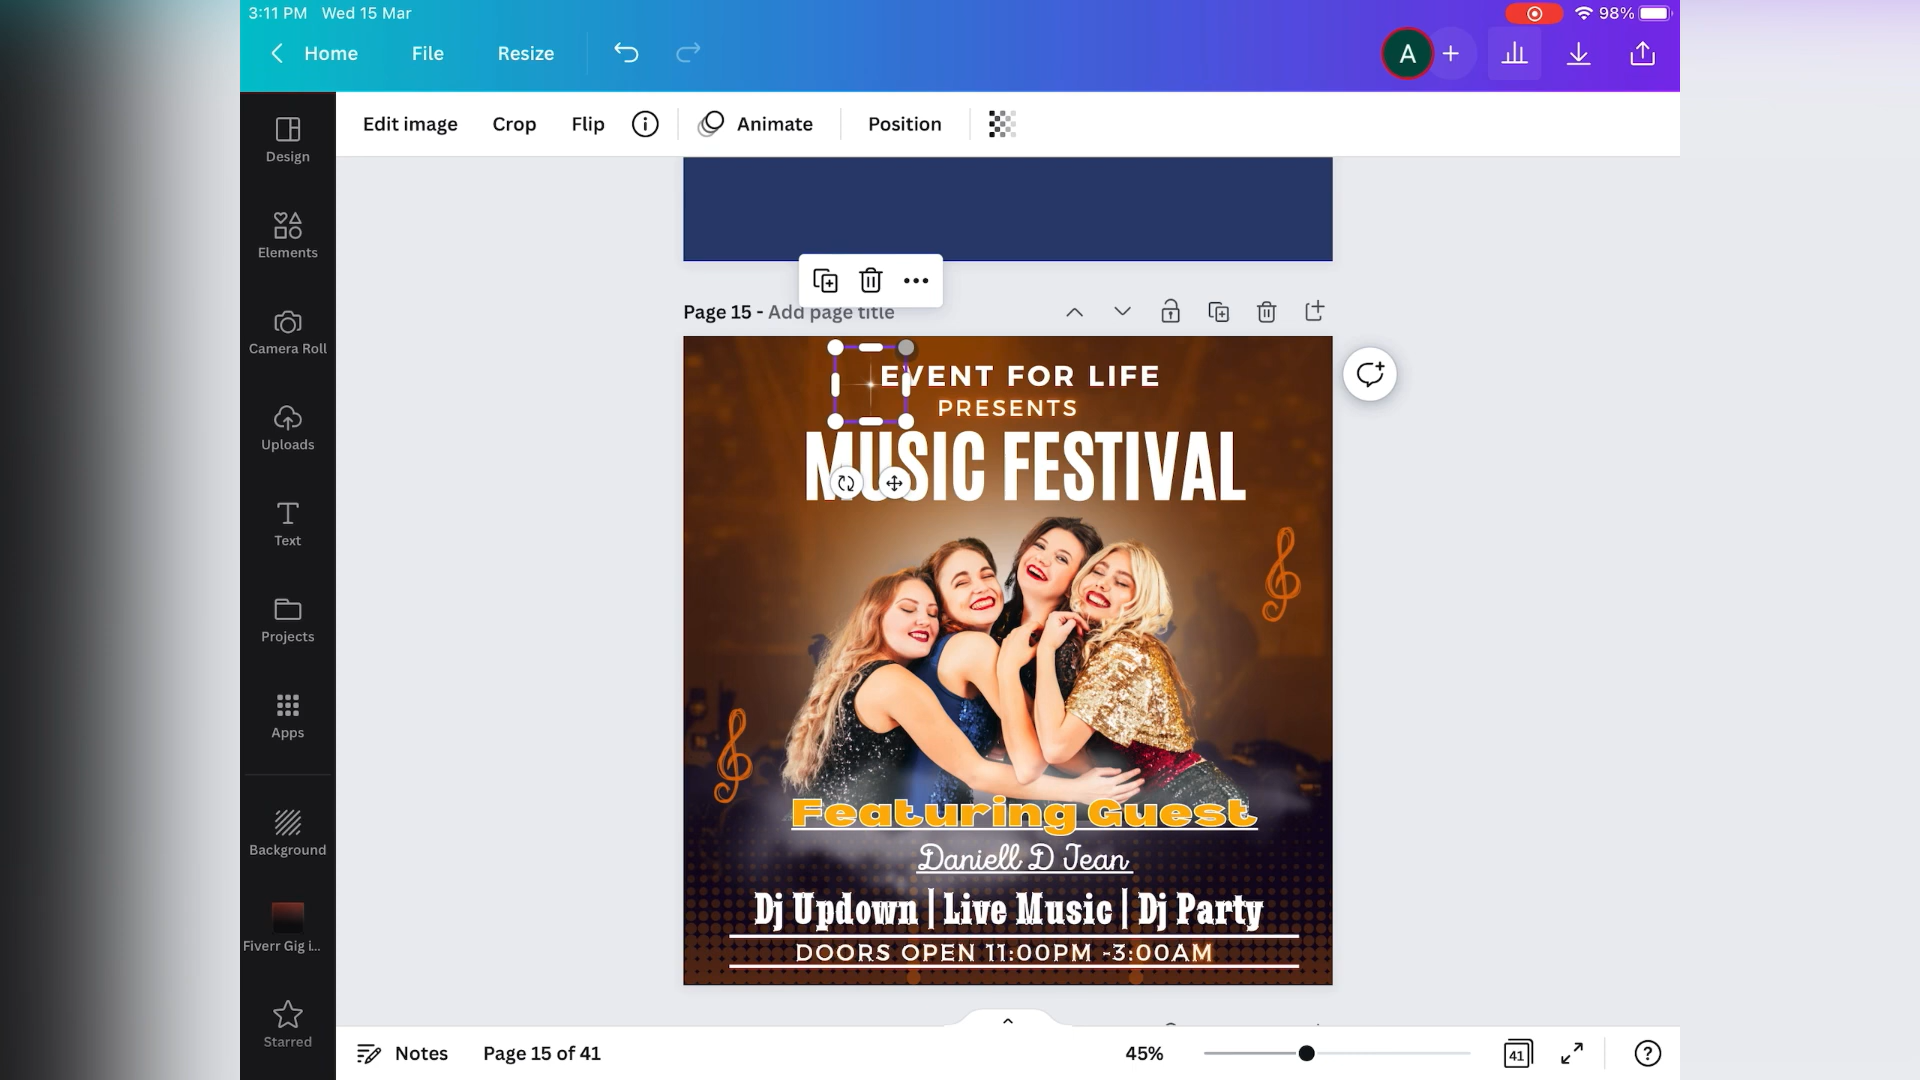 3:11 PM Wed 15 Mar
98%
Home File Resize
A
Edit image Crop Flip Animate Position
Design
Elements
Camera Roll
Uploads
Text
Projects
Apps
Background
Fiverr Gig i...
Starred
Page 15 - Add page title
EVENT FOR LIFE
PRESENTS
MUSIC FESTIVAL
Featuring Guest
Daniell D Jean
Dj Updown | Live Music | Dj Party
DOORS OPEN 11:00PM -3:00AM
Notes Page 15 of 41 45% 41